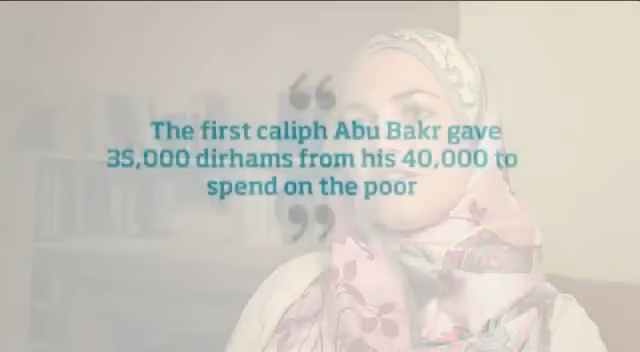 “
The first caliph Abu Bakr gave
35,000 dirhams from his 40,000 to
spend on the poor
”